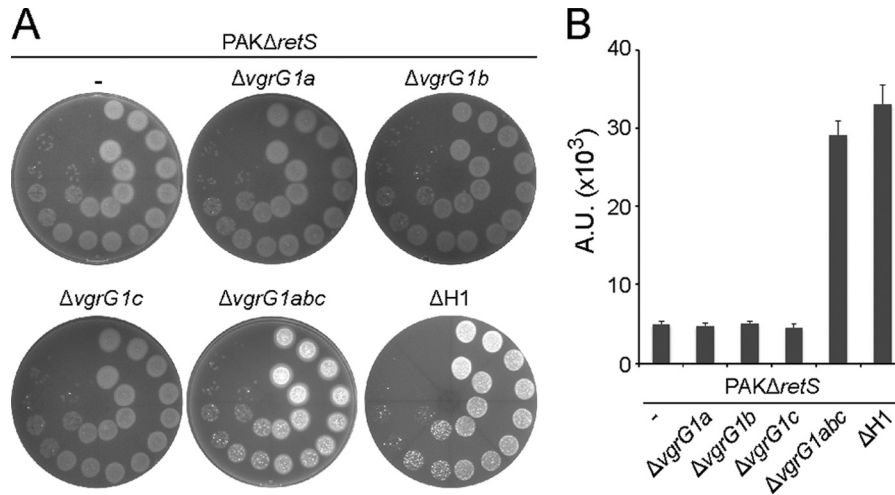 A
PAKΔretS
-
ΔvgrG1a
ΔvgrG1b
ΔvgrG1c
ΔvgrG1abc
ΔH1
B
A.U. (x10³)
40
30
20
10
0
PAKΔretS
-
ΔvgrG1a
ΔvgrG1b
ΔvgrG1c
ΔvgrG1abc
ΔH1